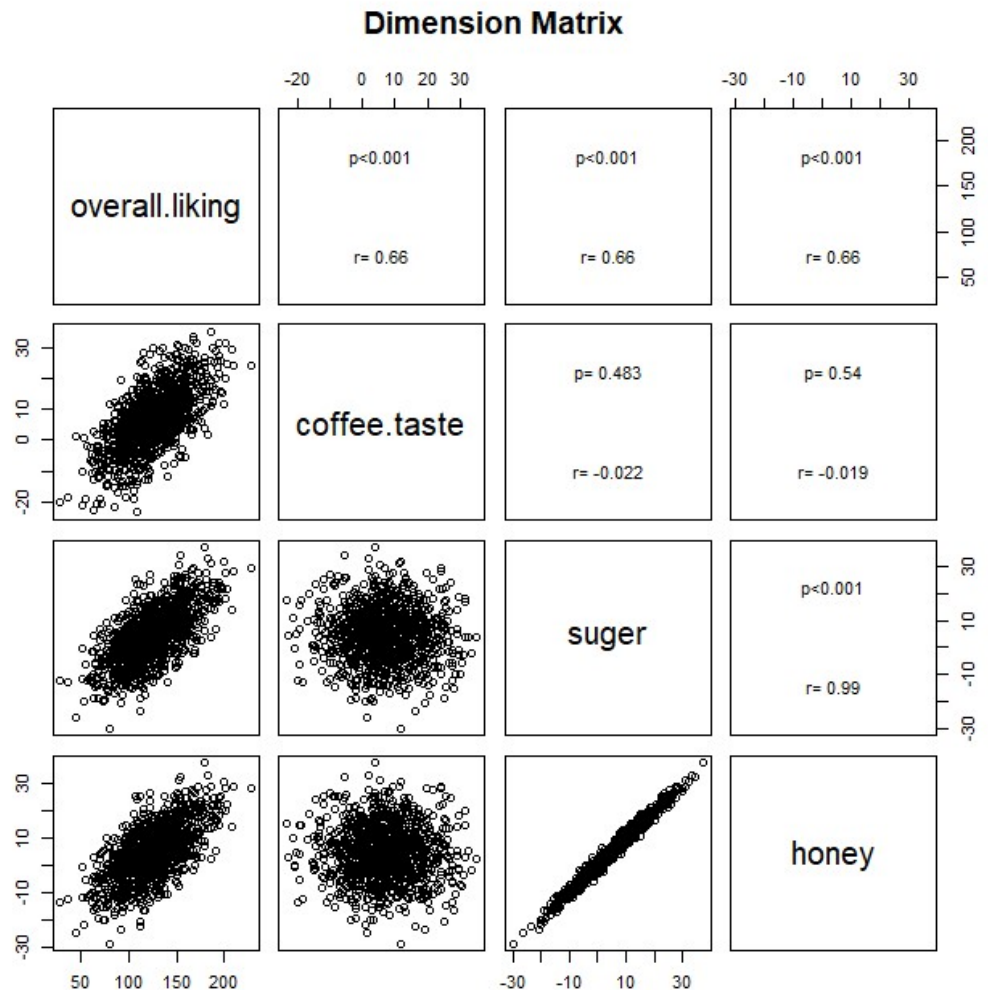 Dimension Matrix
-20 0 10 20 30
-30 -10 10 30
overall.liking
p<0.001
r= 0.66
p<0.001
r= 0.66
p<0.001
r= 0.66
50 100 150 200
-20 0 10 30
coffee.taste
p= 0.483
r= -0.022
p= 0.54
r= -0.019
suger
p<0.001
r= 0.99
-30 -10 10 30
-30 -10 10 30
honey
50 100 150 200
-30 -10 10 30